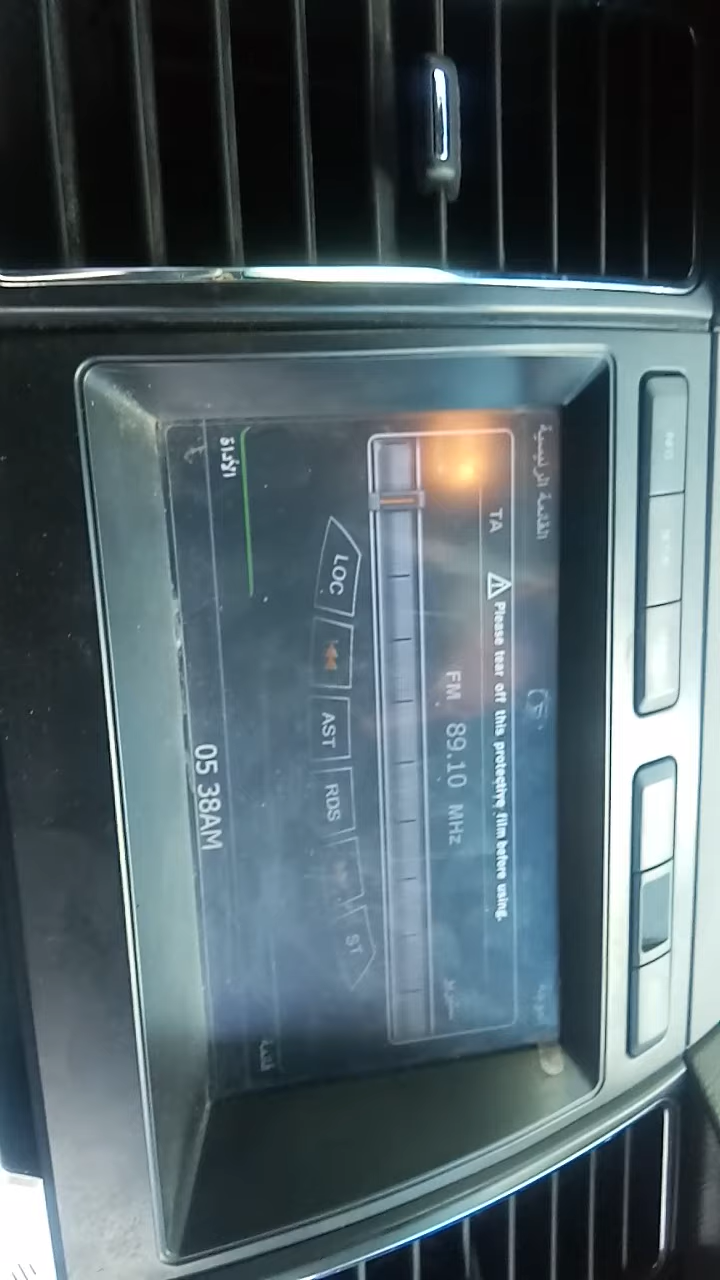 القائمة الرئيسية
TA ⚠ Please tear off this protective film before using.
FM 89.10 MHz
ستيريو
LOC AST RDS ST
الأداة
05 38AM